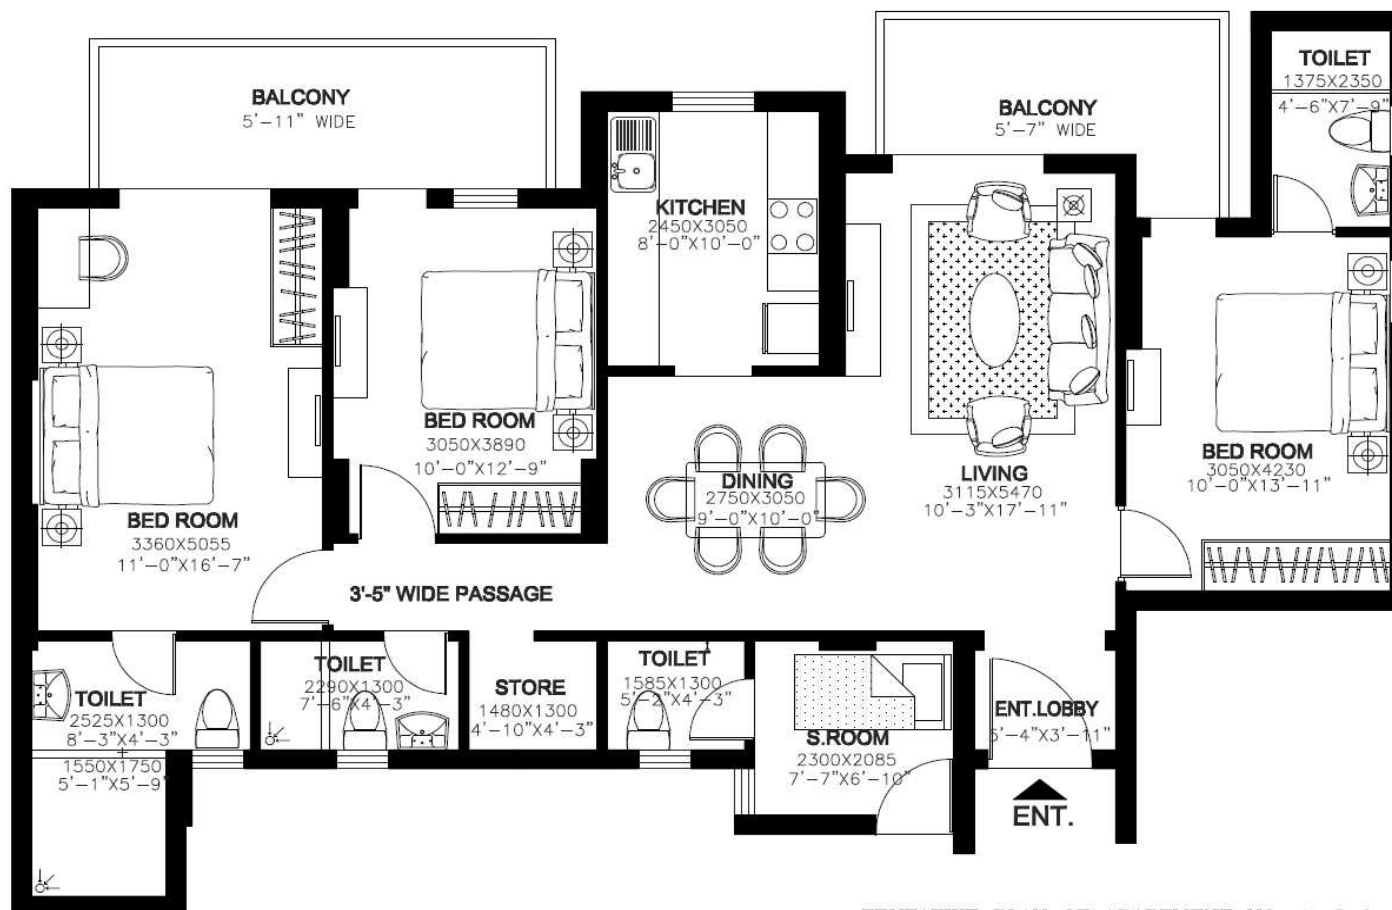 BALCONY
5'-11" WIDE
BALCONY
5'-7" WIDE
TOILET
1375X2350
4'-6"X7'-9"
KITCHEN
2450X3050
8'-0"X10'-0"
BED ROOM
3050X3890
10'-0"X12'-9"
BED ROOM
3360X5055
11'-0"X16'-7"
DINING
2750X3050
9'-0"X10'-0"
LIVING
3115X5470
10'-3"X17'-11"
BED ROOM
3050X4230
10'-0"X13'-11"
3'-5" WIDE PASSAGE
TOILET
2525X1300
8'-3"X4'-3"
1550X1750
5'-1"X5'-9"
TOILET
2290X1300
7'-6"X4'-3"
STORE
1480X1300
4'-10"X4'-3"
TOILET
1585X1300
5'-2"X4'-3"
S.ROOM
2300X2085
7'-7"X6'-10"
ENT.LOBBY
5'-4"X3'-11"
ENT.